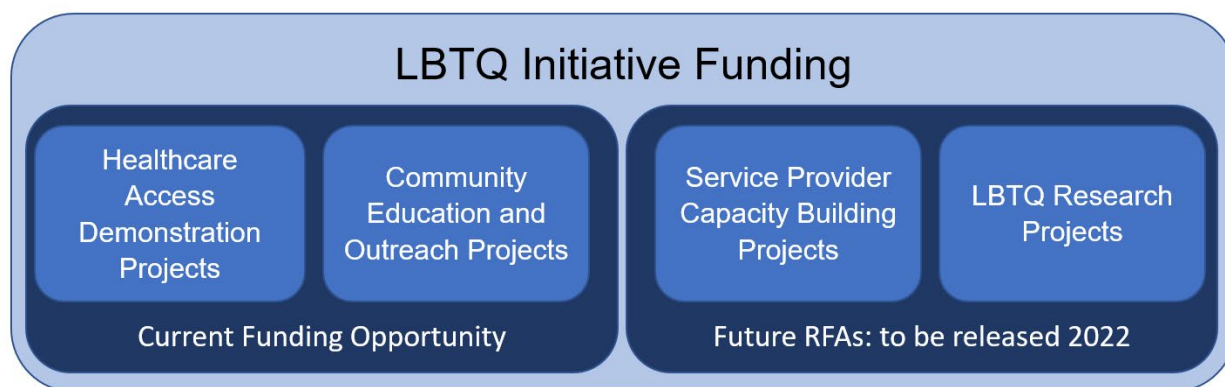 LBTQ Initiative Funding
Healthcare
Access
Demonstration
Projects
Community
Education and
Outreach Projects
Current Funding Opportunity
Service Provider
Capacity Building
Projects
LBTQ Research
Projects
Future RFAs: to be released 2022